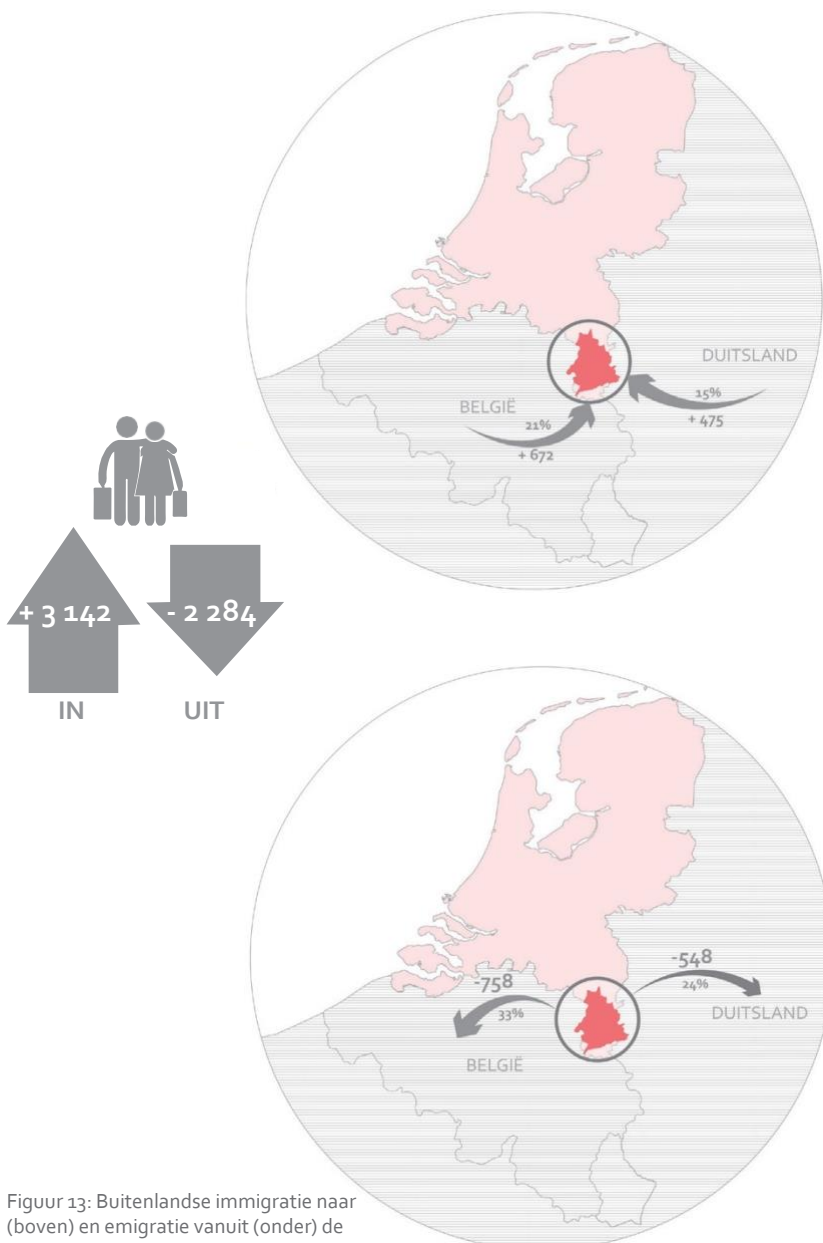 DUITSLAND
15%
+ 475
BELGIË
21%
+ 672
+ 3 142
- 2 284
IN
UIT
-758
33%
-548
24%
DUITSLAND
BELGIË
Figuur 13: Buitenlandse immigratie naar
(boven) en emigratie vanuit (onder) de